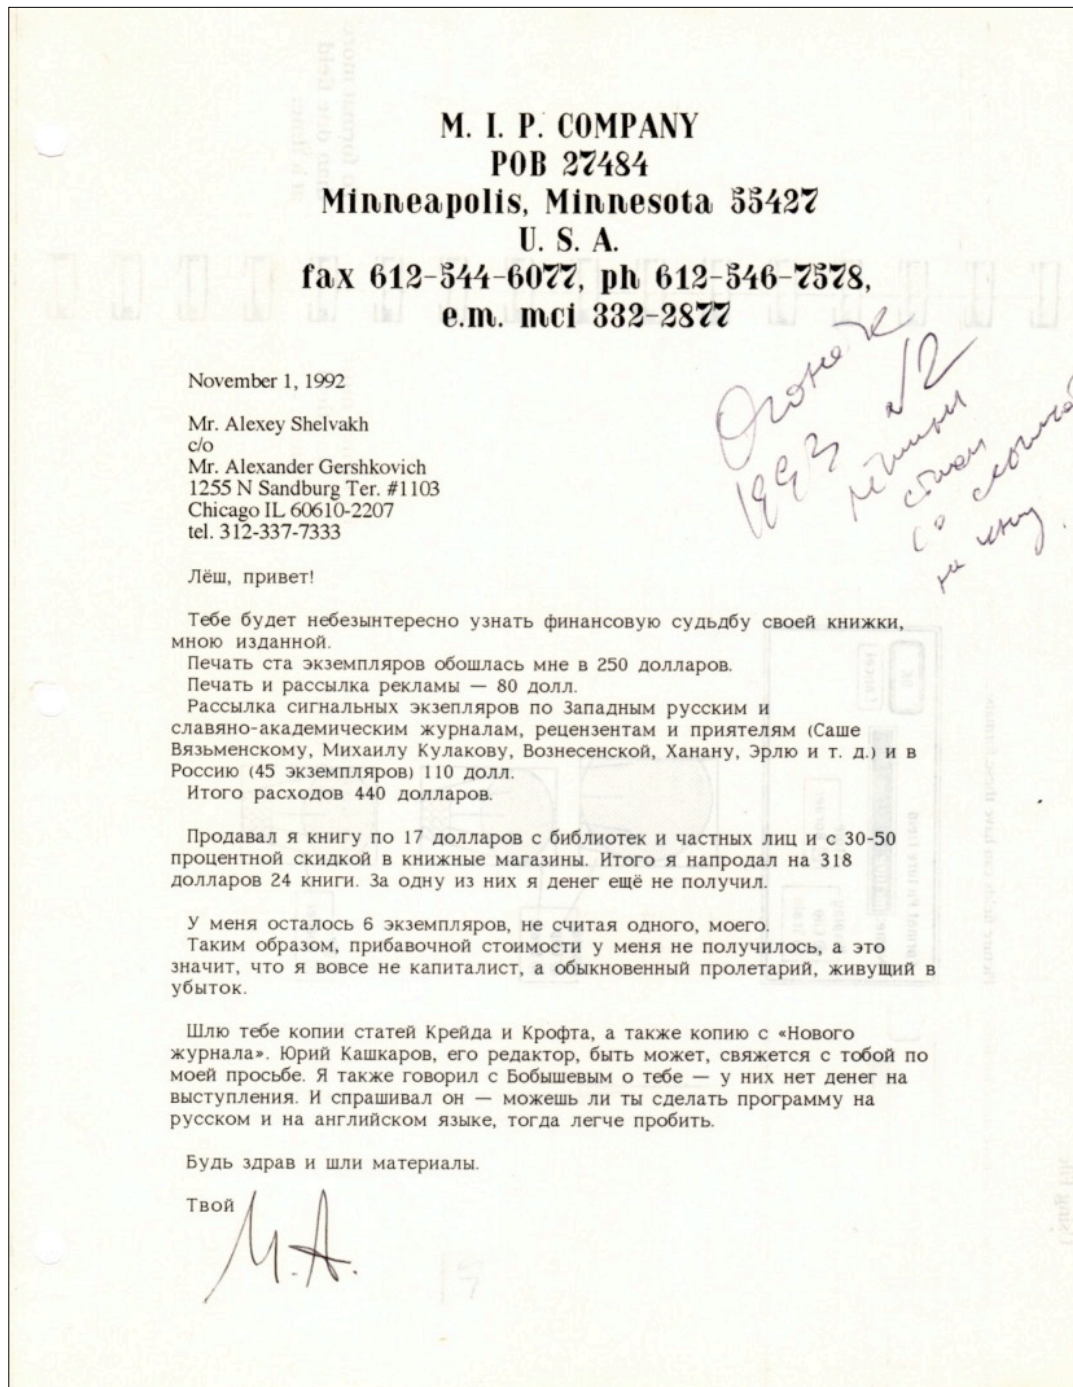 M. I. P. COMPANY
POB 27484
Minneapolis, Minnesota 55427
U. S. A.
fax 612-544-6077, ph 612-546-7578,
e.m. mci 332-2877
Огонек
1993 №2
стихи
со ссылкой
на книгу.
November 1, 1992
Mr. Alexey Shelvakh
c/o
Mr. Alexander Gershkovich
1255 N Sandburg Ter. #1103
Chicago IL 60610-2207
tel. 312-337-7333
Лёш, привет!
Тебе будет небезынтересно узнать финансовую судьдбу своей книжки,
мною изданной.
Печать ста экземпляров обошлась мне в 250 долларов.
Печать и рассылка рекламы — 80 долл.
Рассылка сигнальных экзепляров по Западным русским и
славяно-академическим журналам, рецензентам и приятелям (Саше
Вязьменскому, Михаилу Кулакову, Вознесенской, Ханану, Эрлю и т. д.) и в
Россию (45 экземпляров) 110 долл.
Итого расходов 440 долларов.
Продавал я книгу по 17 долларов с библиотек и частных лиц и с 30-50
процентной скидкой в книжные магазины. Итого я напродал на 318
долларов 24 книги. За одну из них я денег ещё не получил.
У меня осталось 6 экземпляров, не считая одного, моего.
Таким образом, прибавочной стоимости у меня не получилось, а это
значит, что я вовсе не капиталист, а обыкновенный пролетарий, живущий в
убыток.
Шлю тебе копии статей Крейда и Крофта, а также копию с «Нового
журнала». Юрий Кашкаров, его редактор, быть может, свяжется с тобой по
моей просьбе. Я также говорил с Бобышевым о тебе — у них нет денег на
выступления. И спрашивал он — можешь ли ты сделать программу на
русском и на английском языке, тогда легче пробить.
Будь здрав и шли материалы.
Твой
М.А.